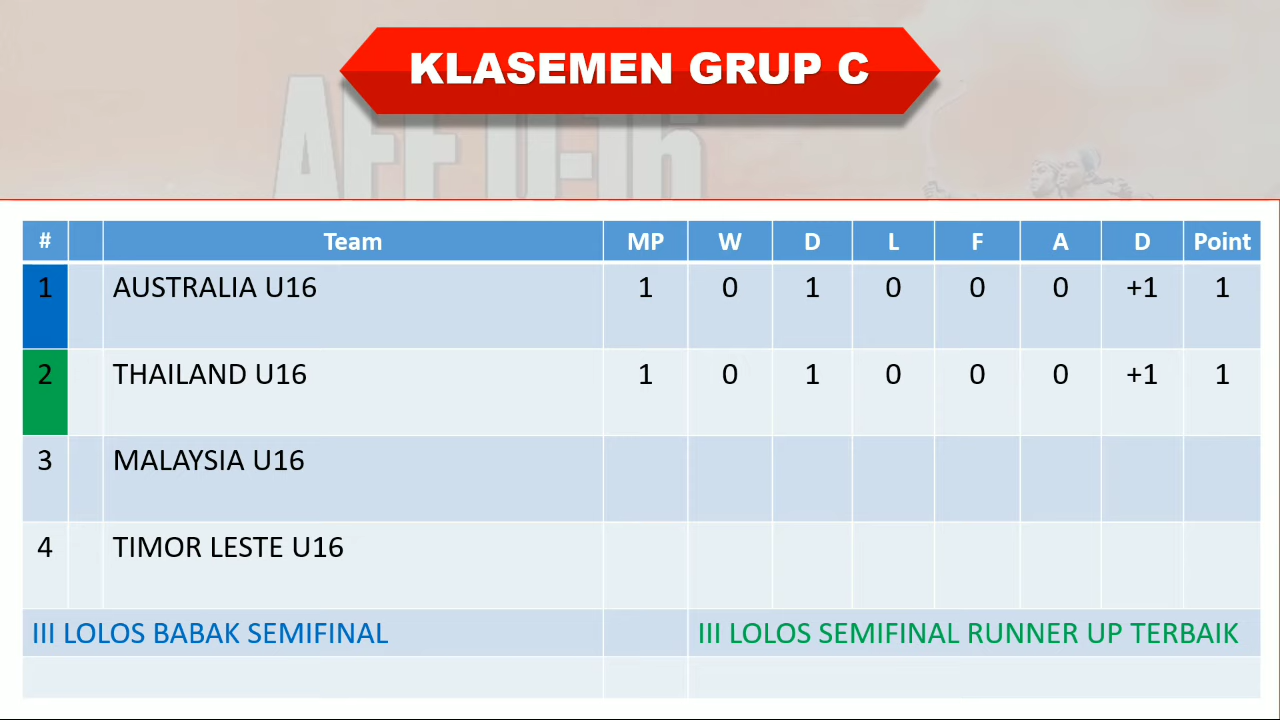 KLASEMEN GRUP C
AFF U-16
# Team MP W D L F A D Point
1 AUSTRALIA U16 1 0 1 0 0 0 +1 1
2 THAILAND U16 1 0 1 0 0 0 +1 1
3 MALAYSIA U16
4 TIMOR LESTE U16
III LOLOS BABAK SEMIFINAL III LOLOS SEMIFINAL RUNNER UP TERBAIK